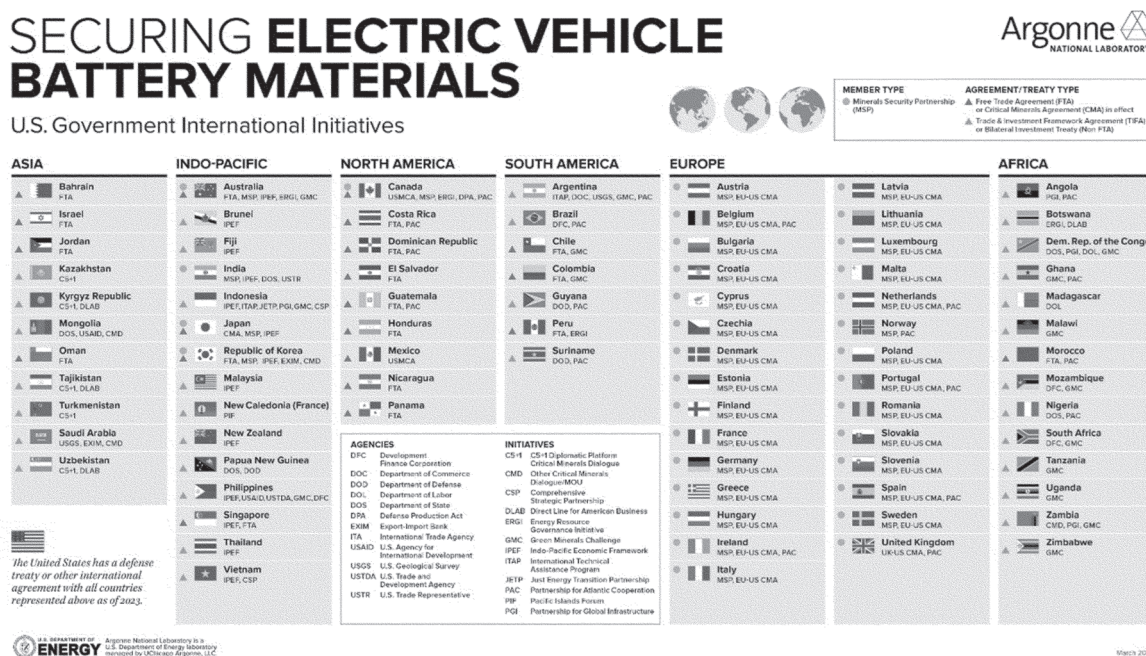 SECURING ELECTRIC VEHICLE
BATTERY MATERIALS
U.S. Government International Initiatives
Argonne
NATIONAL LABORATORY
MEMBER TYPE
Minerals Security Partnership
(MSP)
AGREEMENT/TREATY TYPE
Free Trade Agreement (FTA)
or Critical Minerals Agreement (CMA) in effect
Trade & Investment Framework Agreement (TIFA)
or Bilateral Investment Treaty (Non FTA)
ASIA
Bahrain
FTA
Israel
FTA
Jordan
FTA
Kazakhstan
C5+1
Kyrgyz Republic
C5+1, DLAB
Mongolia
DOS, USAID, CMD
Oman
FTA
Tajikistan
C5+1, DLAB
Turkmenistan
C5+1
Saudi Arabia
USGS, EXIM, CMD
Uzbekistan
C5+1, DLAB
The United States has a defense
treaty or other international
agreement with all countries
represented above as of 2023.
INDO-PACIFIC
Australia
FTA, MSP, IPEF, ERGI, GMC
Brunei
IPEF
Fiji
IPEF
India
MSP, IPEF, DOS, USTR
Indonesia
IPEF,ITAP,JETP,PGI,GMC, CSP
Japan
CMA, MSP, IPEF
Republic of Korea
FTA, MSP, IPEF, EXIM, CMD
Malaysia
IPEF
New Caledonia (France)
PIF
New Zealand
IPEF
Papua New Guinea
DOS, DOD
Philippines
IPEF,USAID,USTDA,GMC,DFC
Singapore
IPEF, FTA
Thailand
IPEF
Vietnam
IPEF, CSP
NORTH AMERICA
Canada
USMCA, MSP, ERGI, DPA, PAC
Costa Rica
FTA, PAC
Dominican Republic
FTA, PAC
El Salvador
FTA
Guatemala
FTA, PAC
Honduras
FTA
Mexico
USMCA
Nicaragua
FTA
Panama
FTA
SOUTH AMERICA
Argentina
ITAP, DOC, USGS, GMC, PAC
Brazil
DFC, PAC
Chile
FTA, GMC
Colombia
FTA, GMC
Guyana
DOD, PAC
Peru
FTA, ERGI
Suriname
DOD, PAC
AGENCIES
DFC Development
Finance Corporation
DOC Department of Commerce
DOD Department of Defense
DOL Department of Labor
DOS Department of State
DPA Defense Production Act
EXIM Export-Import Bank
ITA International Trade Agency
USAID U.S. Agency for
International Development
USGS U.S. Geological Survey
USTDA U.S. Trade and
Development Agency
USTR U.S. Trade Representative
INITIATIVES
C5+1 C5+1 Diplomatic Platform
Critical Minerals Dialogue
CMD Other Critical Minerals
Dialogue/MOU
CSP Comprehensive
Strategic Partnership
DLAB Direct Line for American Business
ERGI Energy Resource
Governance Initiative
GMC Green Minerals Challenge
IPEF Indo-Pacific Economic Framework
ITAP International Technical
Assistance Program
JETP Just Energy Transition Partnership
PAC Partnership for Atlantic Cooperation
PIF Pacific Islands Forum
PGI Partnership for Global Infrastructure
EUROPE
Austria
MSP, EU-US CMA
Belgium
MSP, EU-US CMA, PAC
Bulgaria
MSP, EU-US CMA
Croatia
MSP, EU-US CMA
Cyprus
MSP, EU-US CMA
Czechia
MSP, EU-US CMA
Denmark
MSP, EU-US CMA
Estonia
MSP, EU-US CMA
Finland
MSP, EU-US CMA
France
MSP, EU-US CMA
Germany
MSP, EU-US CMA
Greece
MSP, EU-US CMA
Hungary
MSP, EU-US CMA
Ireland
MSP, EU-US CMA, PAC
Italy
MSP, EU-US CMA
Latvia
MSP, EU-US CMA
Lithuania
MSP, EU-US CMA
Luxembourg
MSP, EU-US CMA
Malta
MSP, EU-US CMA
Netherlands
MSP, EU-US CMA, PAC
Norway
MSP, PAC
Poland
MSP, EU-US CMA
Portugal
MSP, EU-US CMA, PAC
Romania
MSP, EU-US CMA
Slovakia
MSP, EU-US CMA
Slovenia
MSP, EU-US CMA
Spain
MSP, EU-US CMA, PAC
Sweden
MSP, EU-US CMA
United Kingdom
UK-US CMA, PAC
AFRICA
Angola
PGI, PAC
Botswana
ERGI, DLAB
Dem. Rep. of the Cong
DOS, PGI, DOL, GMC
Ghana
GMC, PAC
Madagascar
DOL
Malawi
GMC
Morocco
FTA, PAC
Mozambique
DFC, GMC
Nigeria
DOS, PAC
South Africa
DFC, GMC
Tanzania
GMC
Uganda
GMC
Zambia
CMD, PGI, GMC
Zimbabwe
GMC
U.S. DEPARTMENT OF
ENERGY
Argonne National Laboratory is a
U.S. Department of Energy laboratory
managed by UChicago Argonne, LLC.
March 20